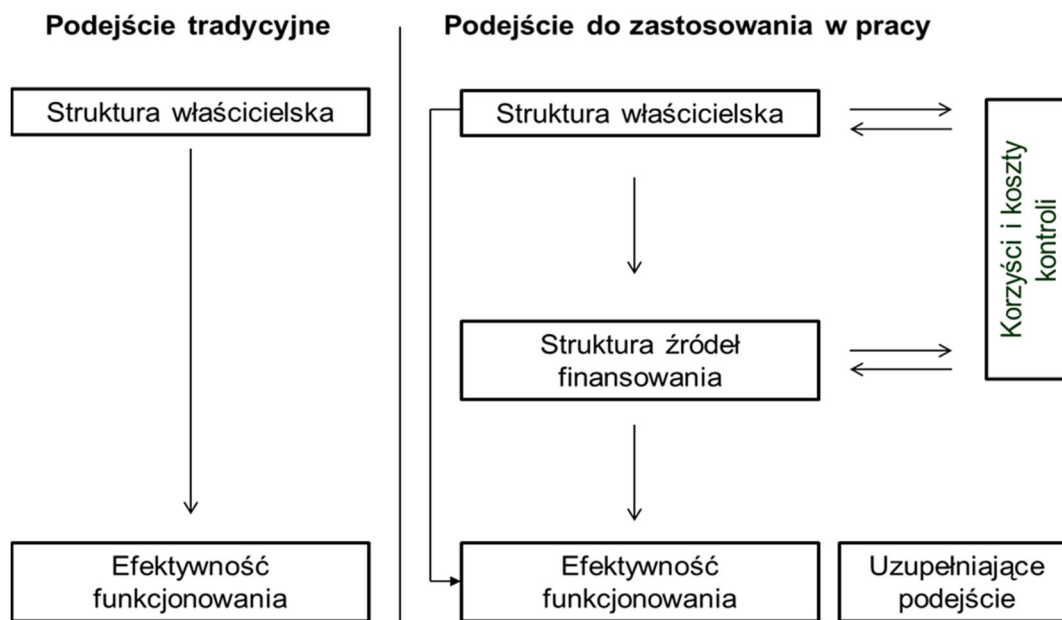 Podejście tradycyjne
Struktura właścicielska
Efektywność
funkcjonowania
Podejście do zastosowania w pracy
Struktura właścicielska
Korzyści i koszty
kontroli
Struktura źródeł
finansowania
Efektywność
funkcjonowania
Uzupełniające
podejście